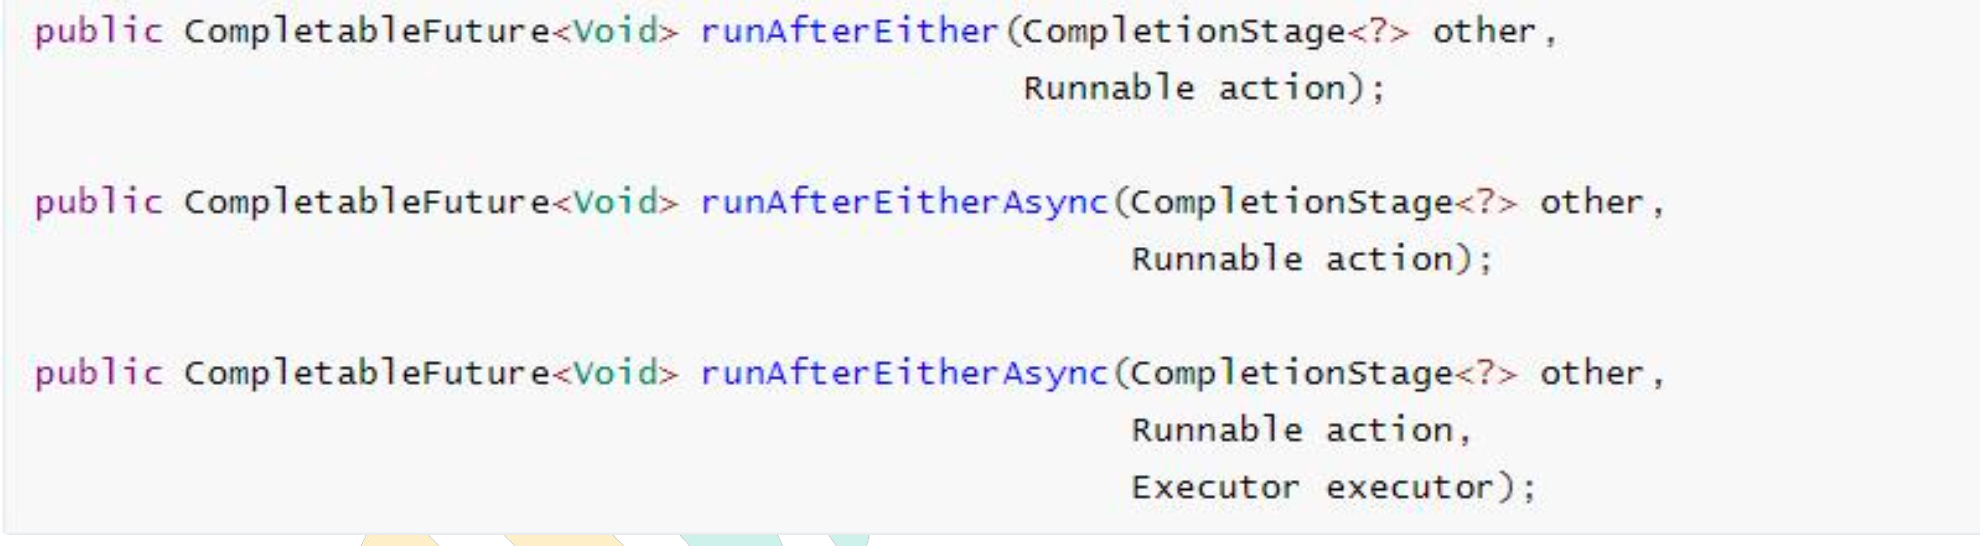 public CompletableFuture<Void> runAfterEither(CompletionStage<?> other,
Runnable action);
public CompletableFuture<Void> runAfterEitherAsync(CompletionStage<?> other,
Runnable action);
public CompletableFuture<Void> runAfterEitherAsync(CompletionStage<?> other,
Runnable action,
Executor executor);